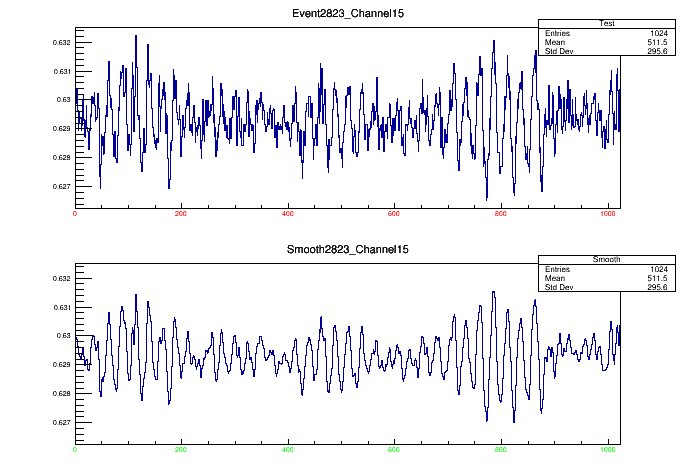 Event2823_Channel15
Test
Entries 1024
Mean 511.5
Std Dev 295.6
0.632
0.631
0.63
0.629
0.628
0.627
0 200 400 600 800 1000
Smooth2823_Channel15
Smooth
Entries 1024
Mean 511.5
Std Dev 295.6
0.632
0.631
0.63
0.629
0.628
0.627
0 200 400 600 800 1000